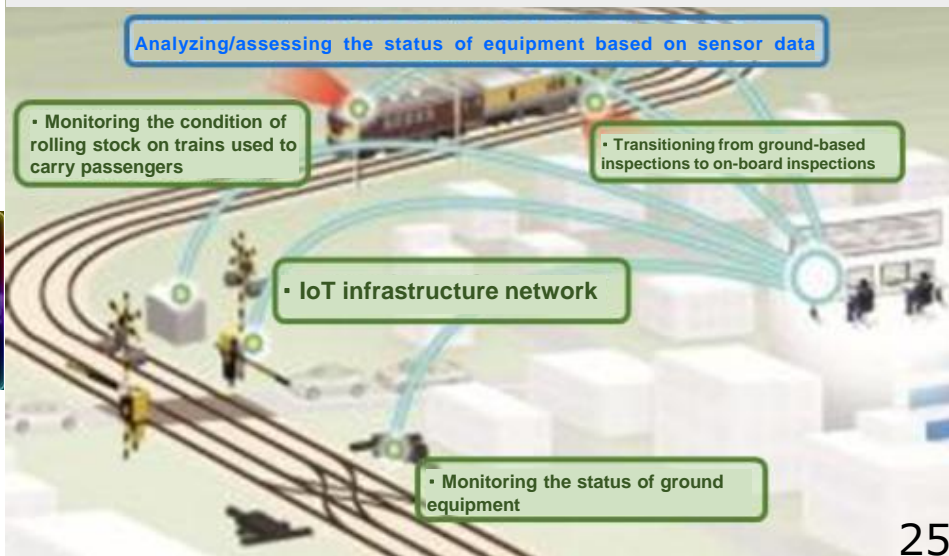 Analyzing/assessing the status of equipment based on sensor data
・Monitoring the condition of
rolling stock on trains used to
carry passengers
・Transitioning from ground-based
inspections to on-board inspections
・IoT infrastructure network
・Monitoring the status of ground
equipment
25